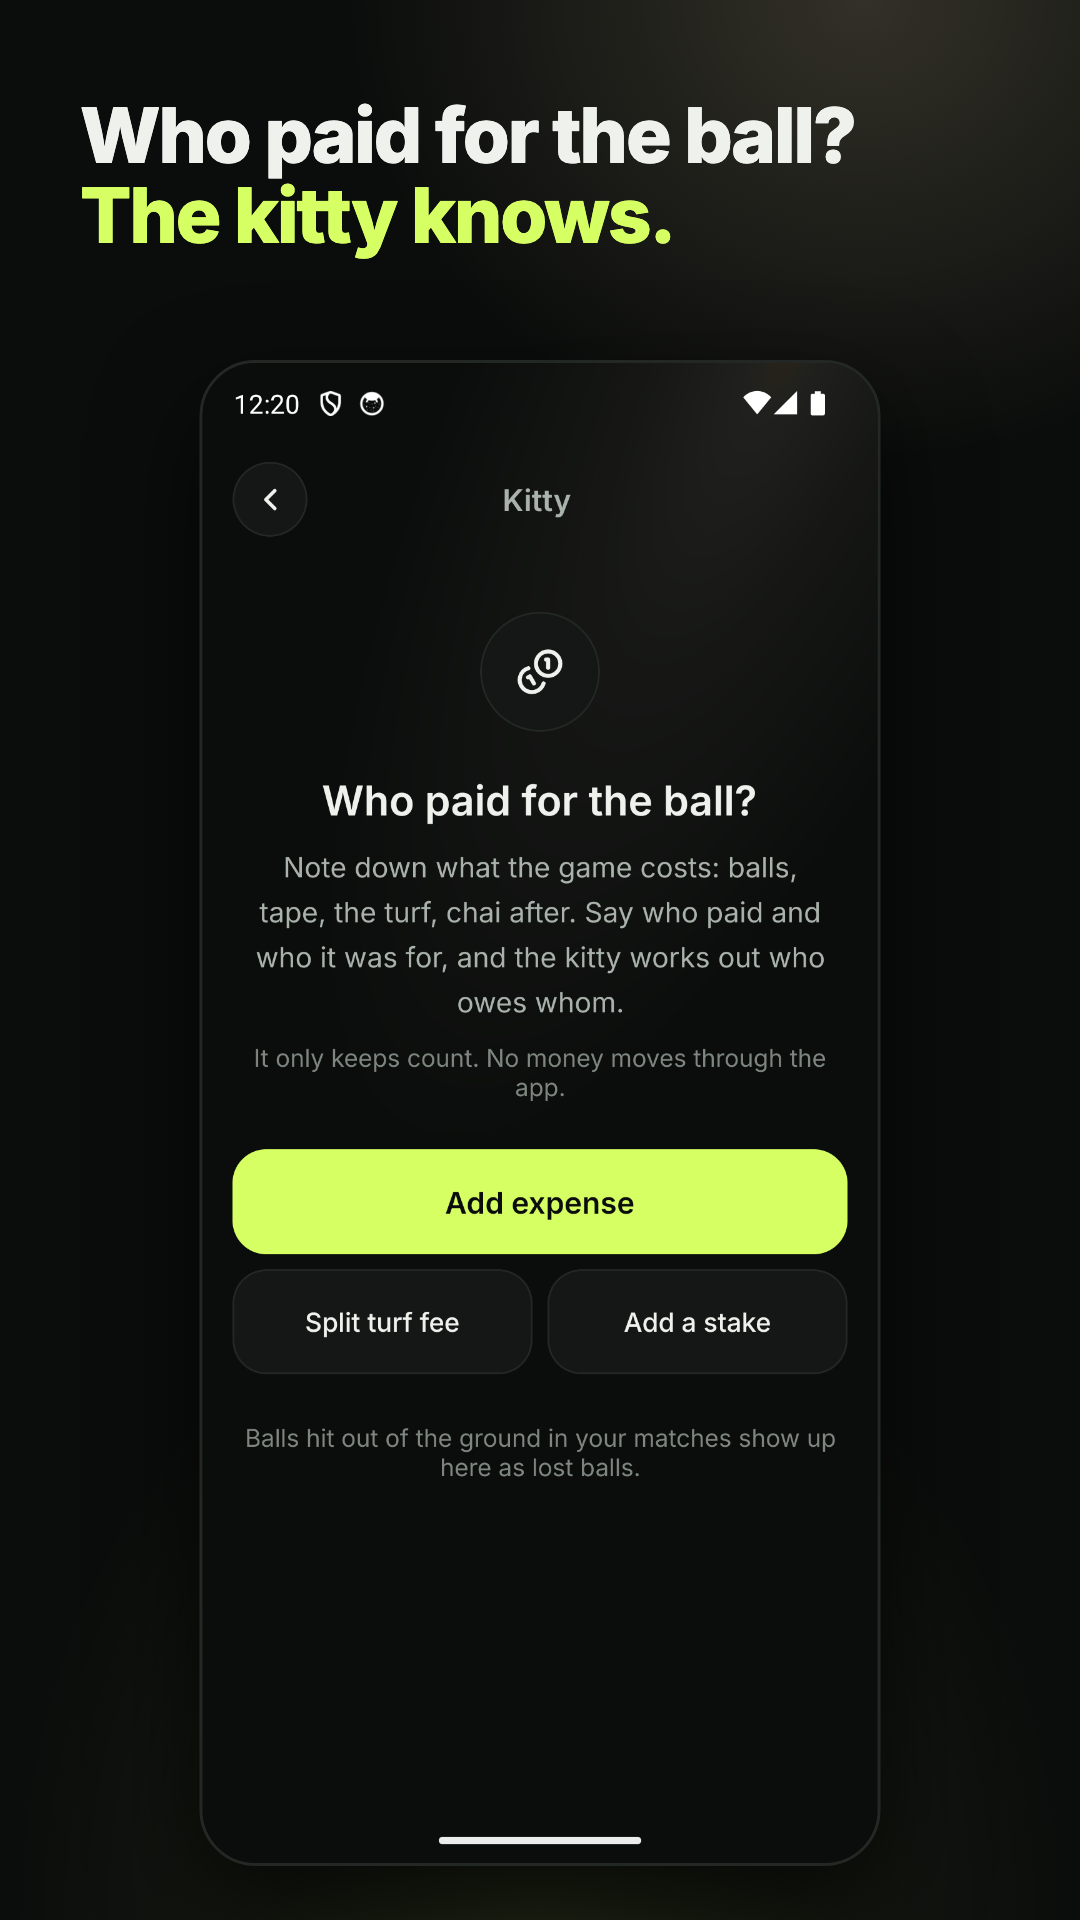 Who paid for the ball?
The kitty knows.
12:20
Kitty
Who paid for the ball?
Note down what the game costs: balls,
tape, the turf, chai after. Say who paid and
who it was for, and the kitty works out who
owes whom.
It only keeps count. No money moves through the
app.
Add expense
Split turf fee
Add a stake
Balls hit out of the ground in your matches show up
here as lost balls.